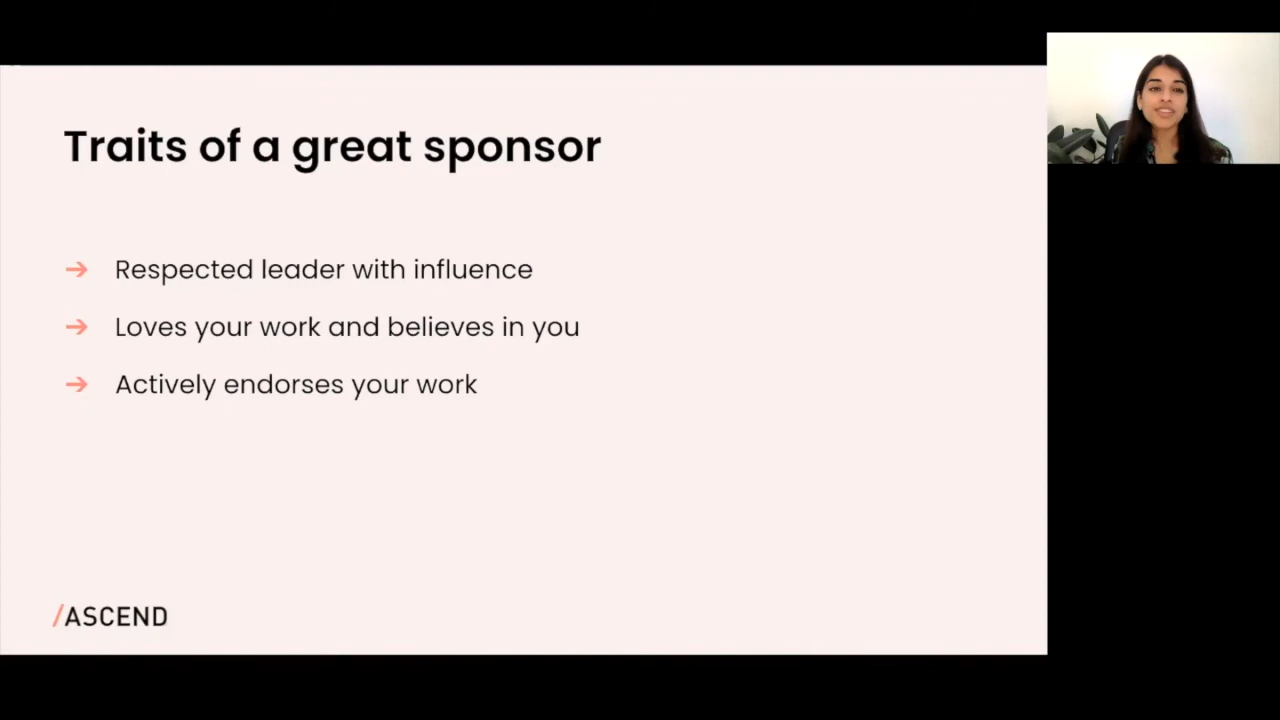 Traits of a great sponsor
➔ Respected leader with influence
➔ Loves your work and believes in you
➔ Actively endorses your work
/ASCEND